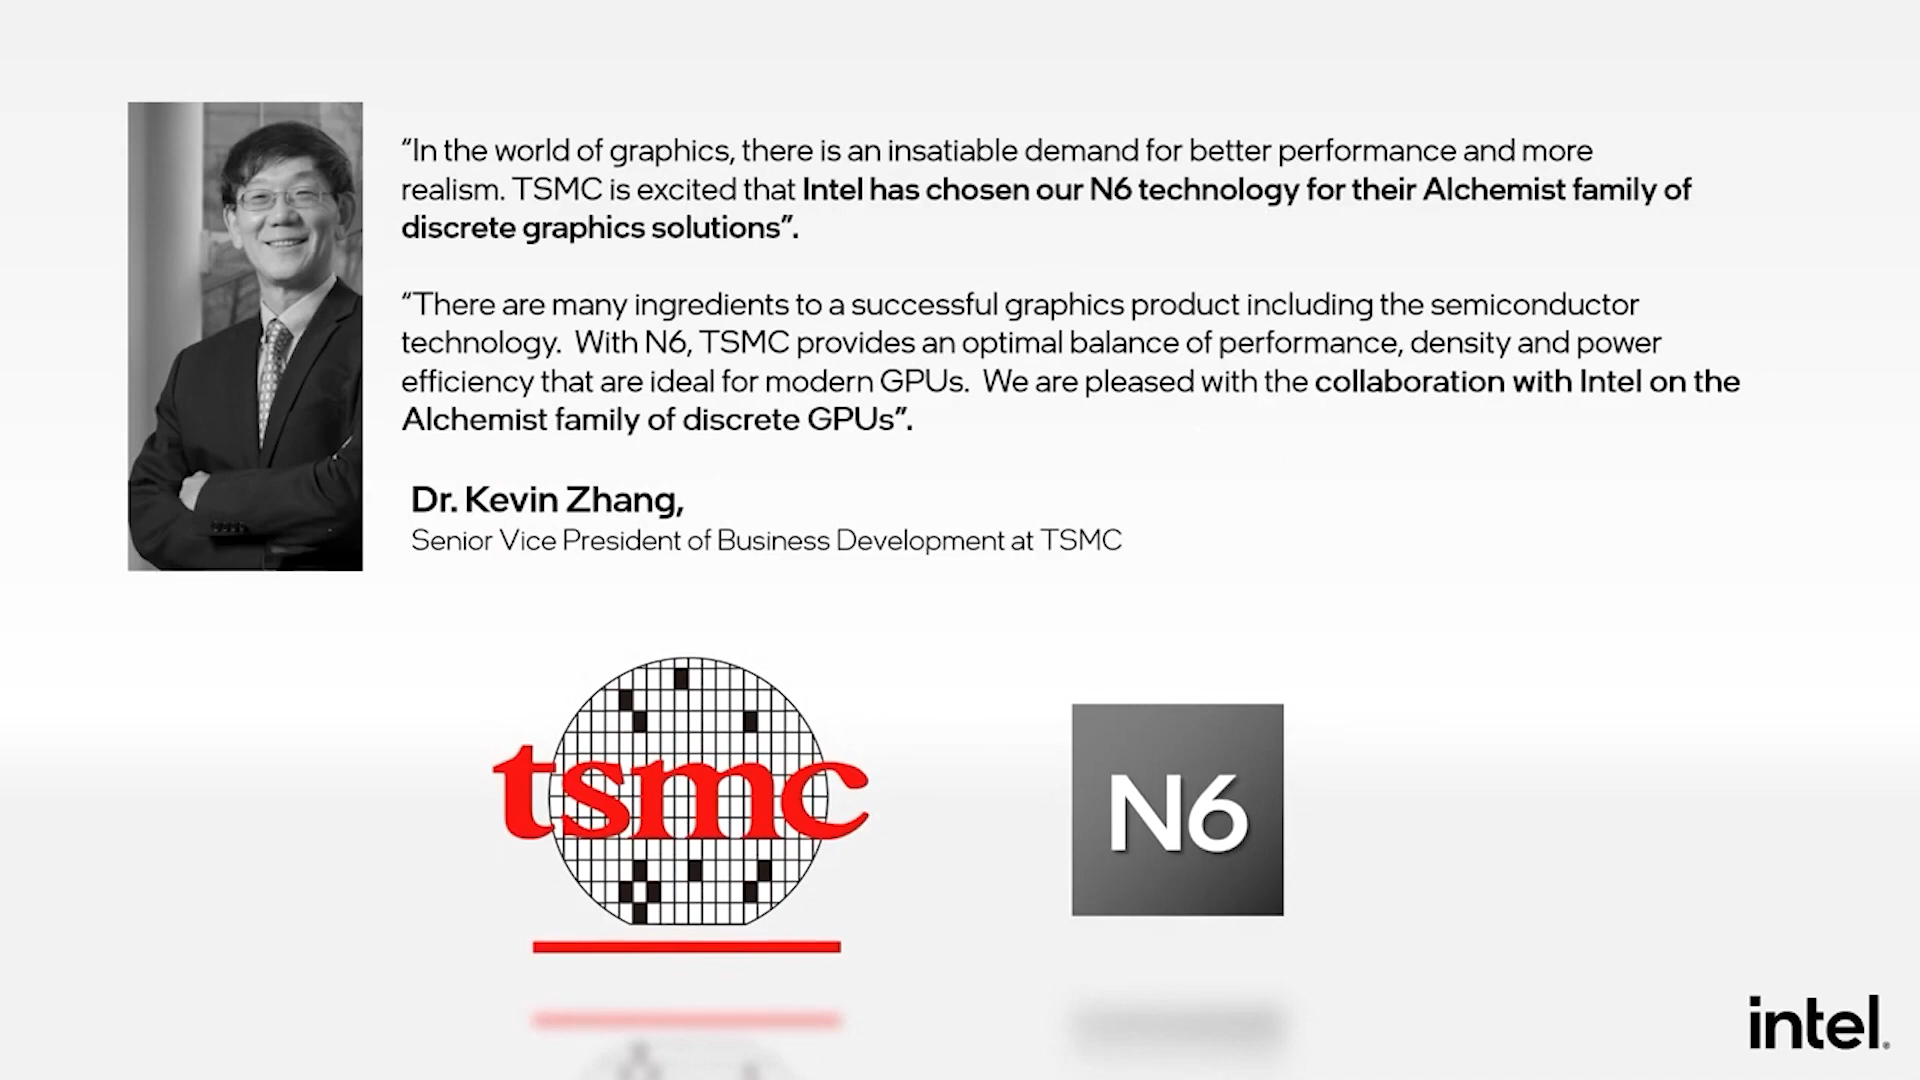 “In the world of graphics, there is an insatiable demand for better performance and more
realism. TSMC is excited that Intel has chosen our N6 technology for their Alchemist family of
discrete graphics solutions”.
“There are many ingredients to a successful graphics product including the semiconductor
technology.  With N6, TSMC provides an optimal balance of performance, density and power
efficiency that are ideal for modern GPUs.  We are pleased with the collaboration with Intel on the
Alchemist family of discrete GPUs”.
Dr. Kevin Zhang,
Senior Vice President of Business Development at TSMC
tsmc
N6
intel®